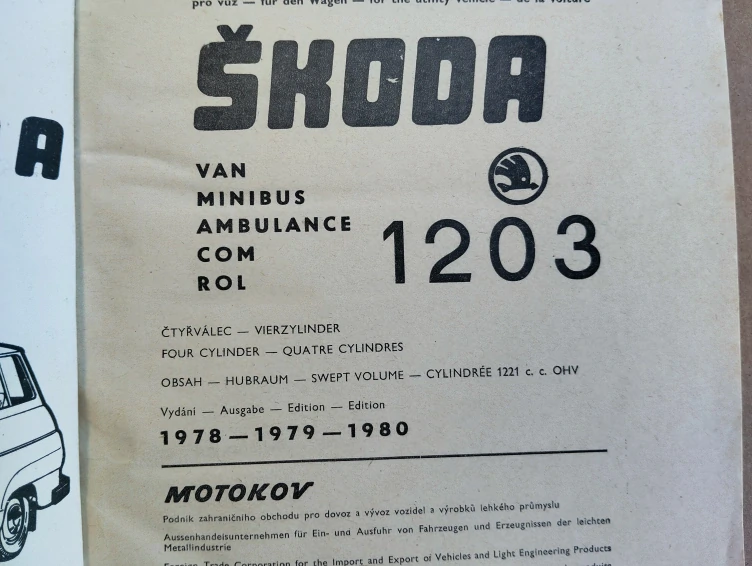 pro vůz — für den Wagen — for the utility vehicle — de la voiture
ŠKODA
A
VAN
MINIBUS
AMBULANCE
COM
ROL
1203
ČTYŘVÁLEC — VIERZYLINDER
FOUR CYLINDER — QUATRE CYLINDRES
OBSAH — HUBRAUM — SWEPT VOLUME — CYLINDRÉE 1221 c. c. OHV
Vydání — Ausgabe — Edition — Edition
1978—1979—1980
MOTOKOV
Podnik zahraničního obchodu pro dovoz a vývoz vozidel a výrobků lehkého průmyslu
Aussenhandelsunternehmen für Ein- und Ausfuhr von Fahrzeugen und Erzeugnissen der leichten
Metallindustrie
Foreign Trade Corporation for the Import and Export of Vehicles and Light Engineering Products